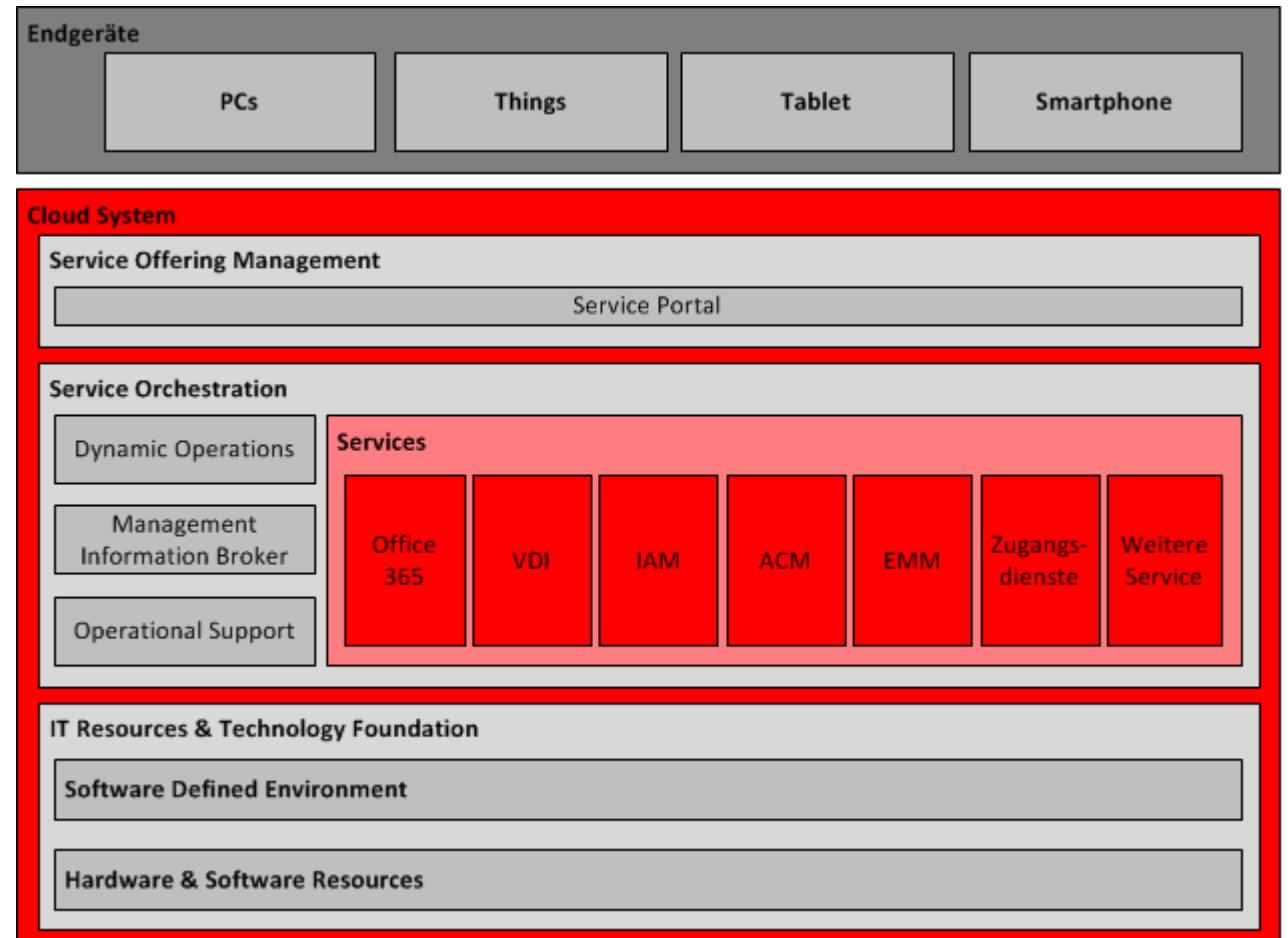 Endgeräte
PCs
Things
Tablet
Smartphone
Cloud System
Service Offering Management
Service Portal
Service Orchestration
Dynamic Operations
Management
Information Broker
Operational Support
Services
Office
365
VDI
IAM
ACM
EMM
Zugangs-
dienste
Weitere
Service
IT Resources & Technology Foundation
Software Defined Environment
Hardware & Software Resources